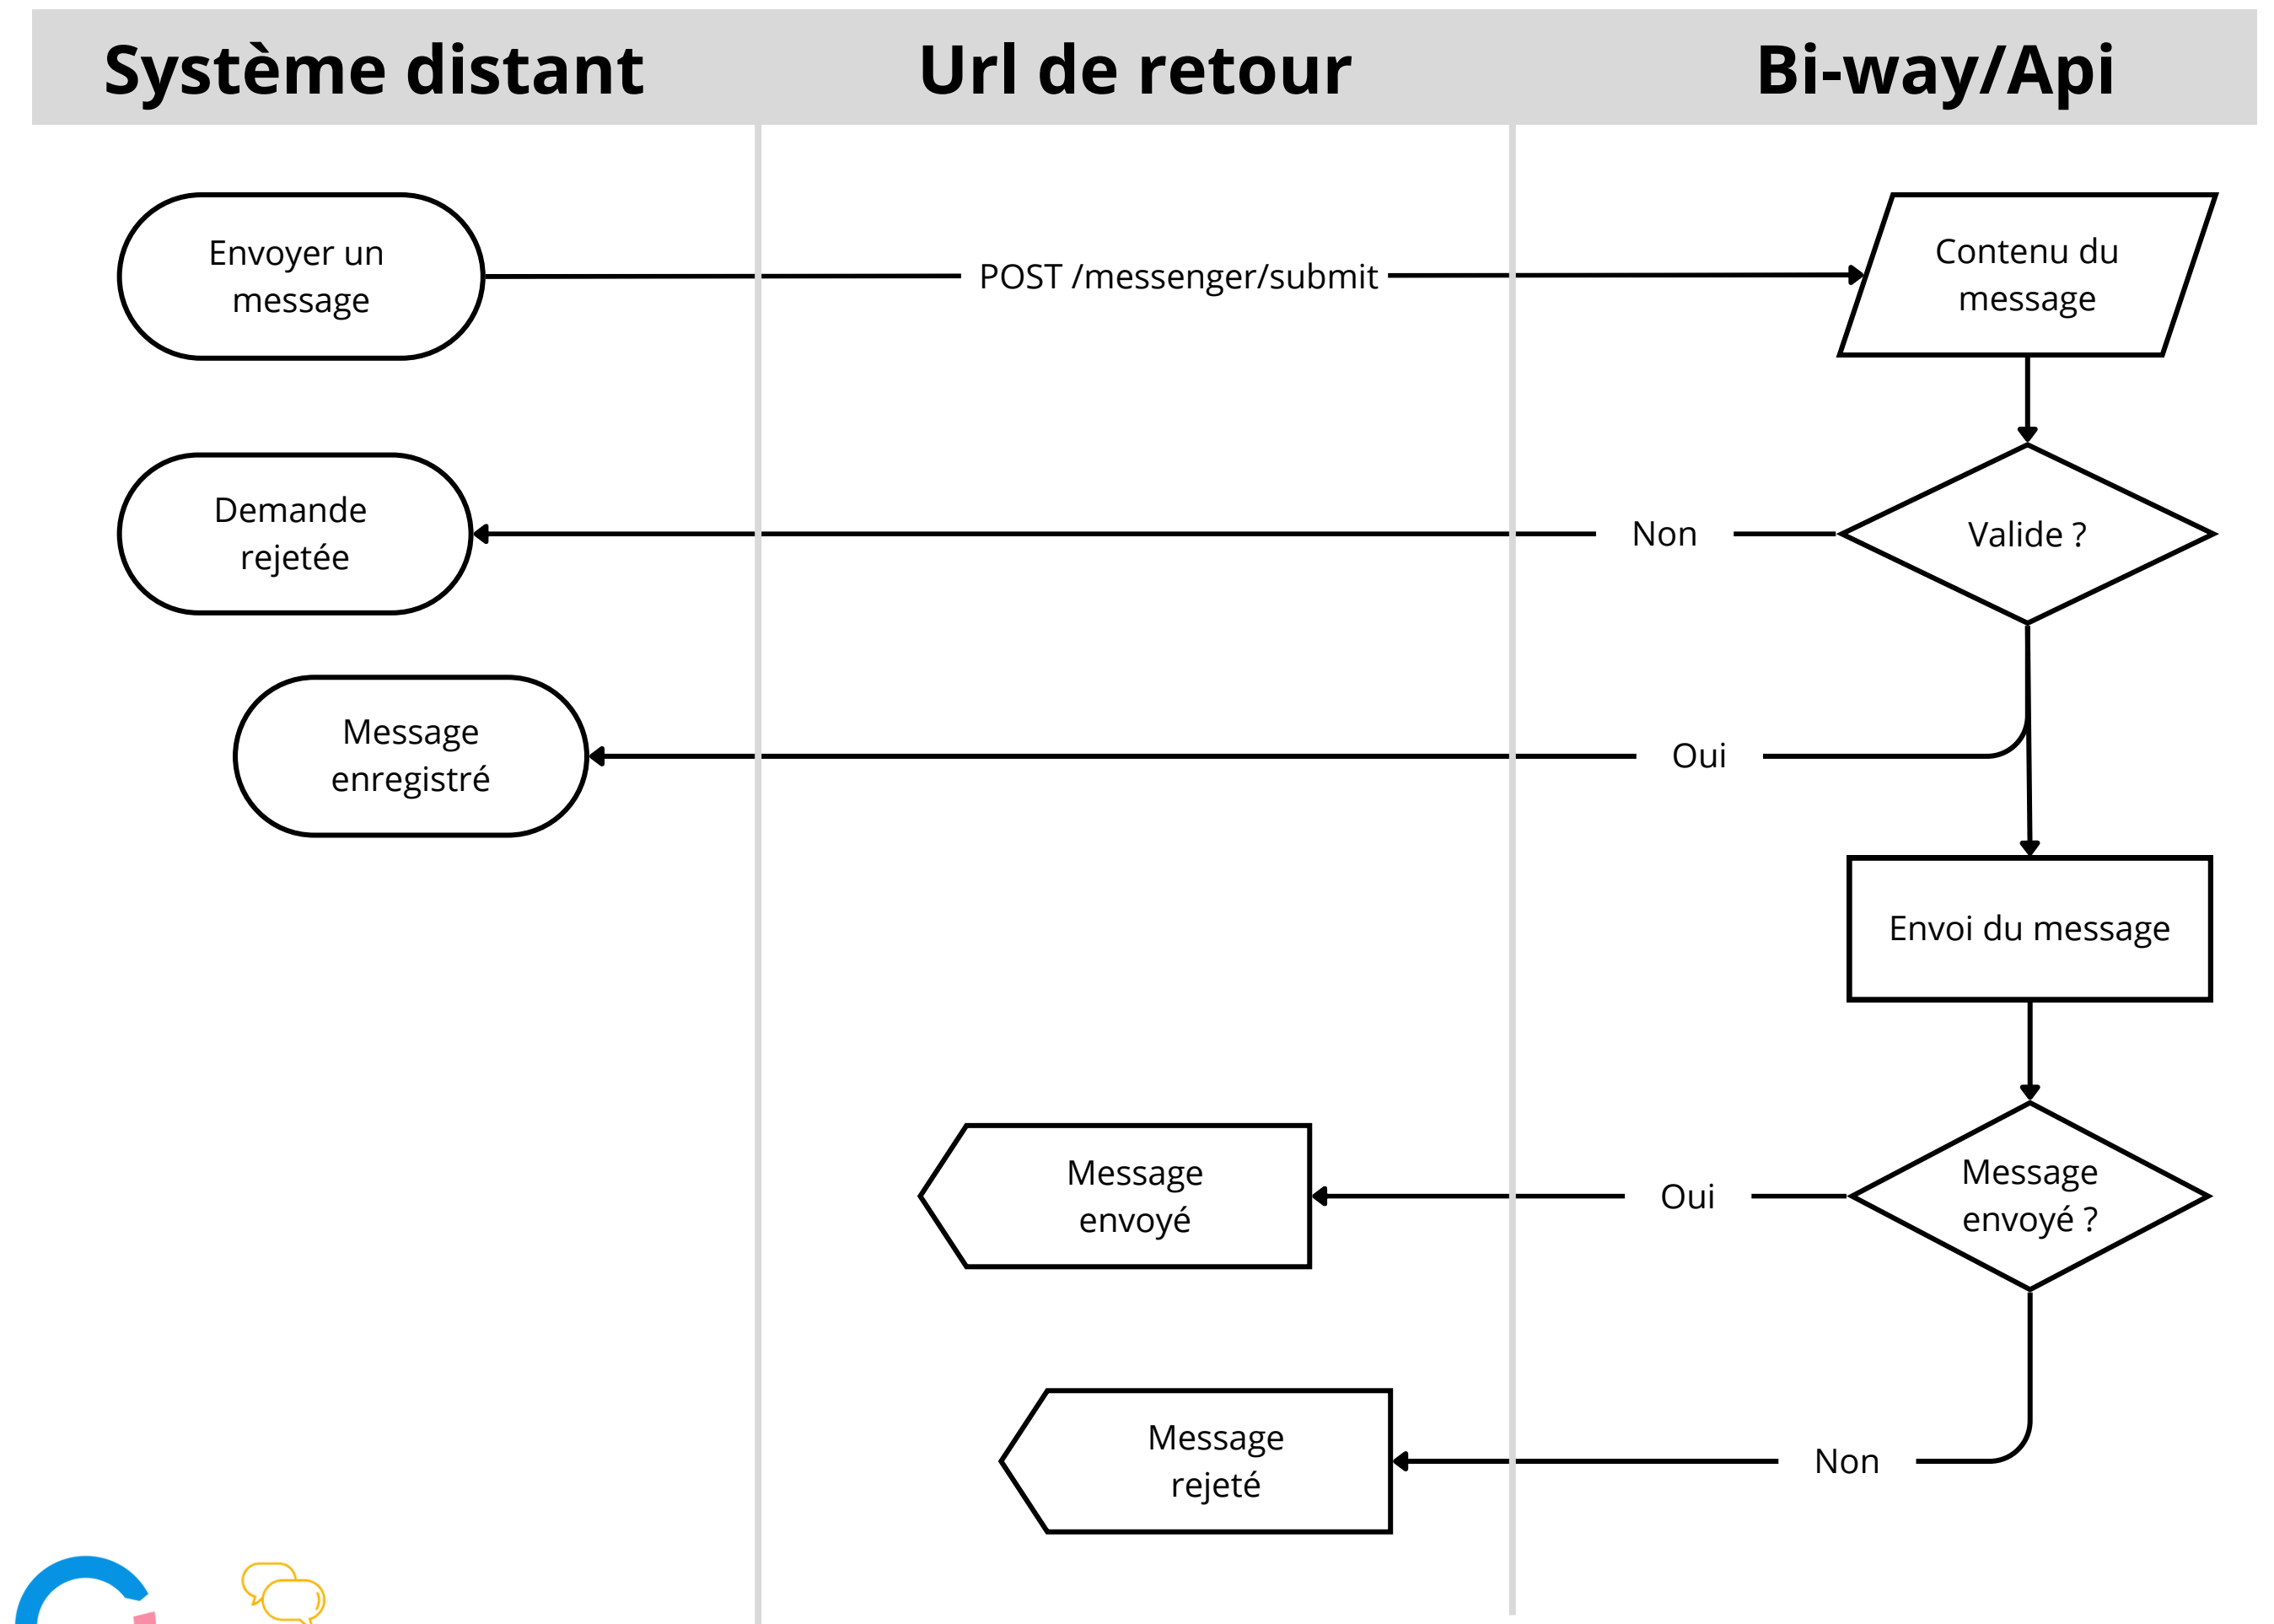 Système distant
Url de retour
Bi-way/Api
Envoyer un
message
POST /messenger/submit
Contenu du
message
Demande
rejetée
Non
Valide ?
Message
enregistré
Oui
Envoi du message
Message
envoyé
Oui
Message
envoyé ?
Message
rejeté
Non